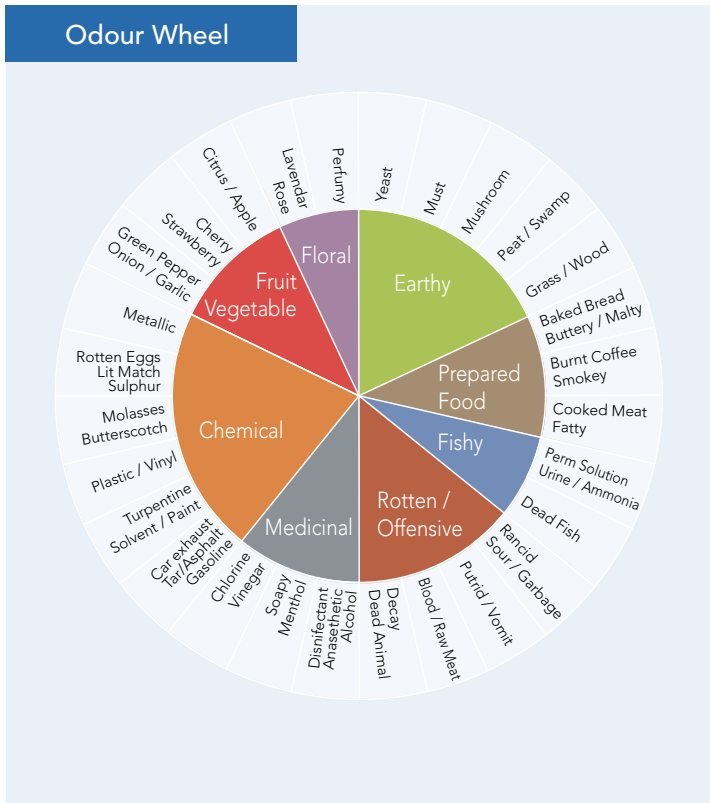 Odour Wheel
Floral
Earthy
Fruit
Vegetable
Prepared
Food
Chemical
Fishy
Medicinal
Rotten /
Offensive
Yeast
Must
Mushroom
Peat / Swamp
Grass / Wood
Baked Bread
Buttery / Malty
Burnt Coffee
Smokey
Cooked Meat
Fatty
Perm Solution
Urine / Ammonia
Dead Fish
Rancid
Sour / Garbage
Putrid / Vomit
Blood / Raw Meat
Decay
Dead Animal
Disnifectant
Anasethetic
Alcohol
Soapy
Menthol
Chlorine
Vinegar
Car exhaust
Tar/Asphalt
Gasoline
Turpentine
Solvent / Paint
Plastic / Vinyl
Molasses
Butterscotch
Rotten Eggs
Lit Match
Sulphur
Metallic
Green Pepper
Onion / Garlic
Cherry
Strawberry
Citrus / Apple
Lavendar
Rose
Perfumy